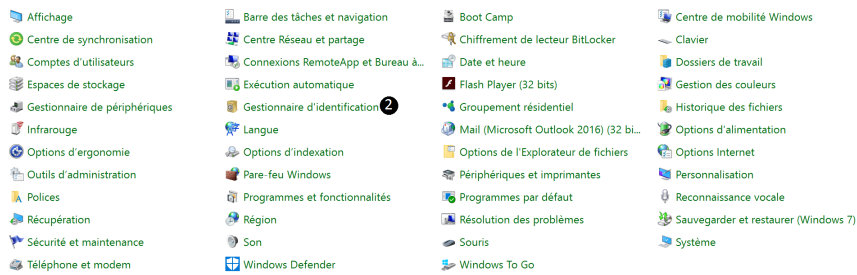 Affichage Barre des tâches et navigation Boot Camp Centre de mobilité Windows
Centre de synchronisation Centre Réseau et partage Chiffrement de lecteur BitLocker Clavier
Comptes d'utilisateurs Connexions RemoteApp et Bureau à... Date et heure Dossiers de travail
Espaces de stockage Exécution automatique Flash Player (32 bits) Gestion des couleurs
Gestionnaire de périphériques Gestionnaire d'identification 2 Groupement résidentiel Historique des fichiers
Infrarouge Langue Mail (Microsoft Outlook 2016) (32 bi... Options d'alimentation
Options d'ergonomie Options d'indexation Options de l'Explorateur de fichiers Options Internet
Outils d'administration Pare-feu Windows Périphériques et imprimantes Personnalisation
Polices Programmes et fonctionnalités Programmes par défaut Reconnaissance vocale
Récupération Région Résolution des problèmes Sauvegarder et restaurer (Windows 7)
Sécurité et maintenance Son Souris Système
Téléphonie et modem Windows Defender Windows To Go